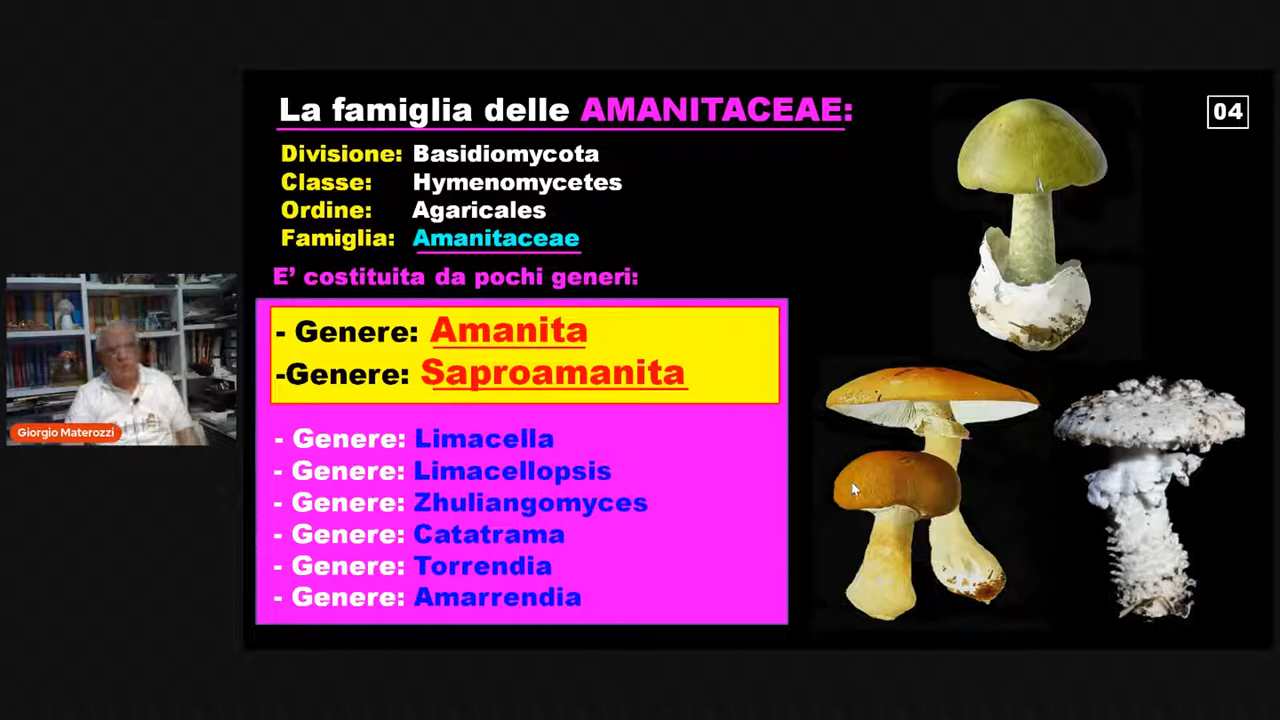 La famiglia delle AMANITACEAE:
04
Divisione: Basidiomycota
Classe: Hymenomycetes
Ordine: Agaricales
Famiglia: Amanitaceae
E' costituita da pochi generi:
- Genere: Amanita
-Genere: Saproamanita
- Genere: Limacella
- Genere: Limacellopsis
- Genere: Zhuliangomyces
- Genere: Catatrama
- Genere: Torrendia
- Genere: Amarrendia
Giorgio Materozzi